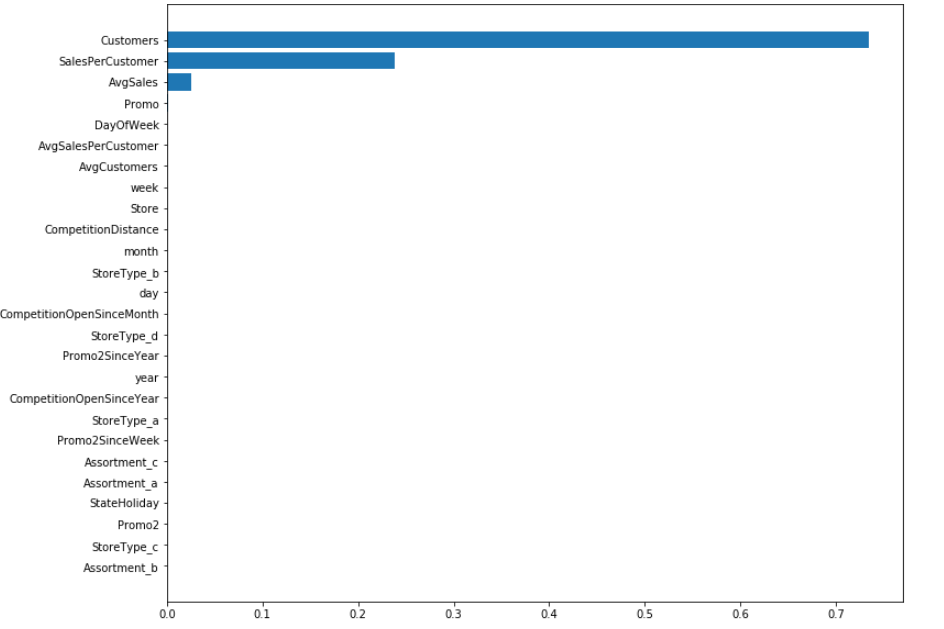 Customers
SalesPerCustomer
AvgSales
Promo
DayOfWeek
AvgSalesPerCustomer
AvgCustomers
week
Store
CompetitionDistance
month
StoreType_b
day
CompetitionOpenSinceMonth
StoreType_d
Promo2SinceYear
year
CompetitionOpenSinceYear
StoreType_a
Promo2SinceWeek
Assortment_c
Assortment_a
StateHoliday
Promo2
StoreType_c
Assortment_b
0.0 0.1 0.2 0.3 0.4 0.5 0.6 0.7